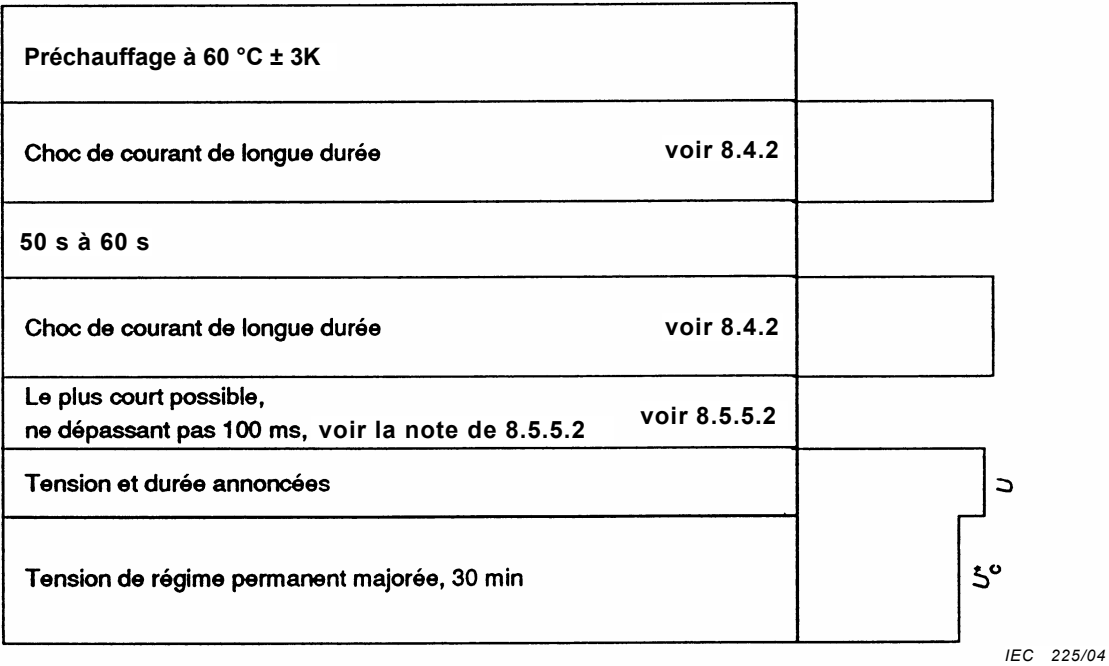 Préchauffage à 60 °C ± 3K
Choc de courant de longue durée voir 8.4.2
50 s à 60 s
Choc de courant de longue durée voir 8.4.2
Le plus court possible,
ne dépassant pas 100 ms, voir la note de 8.5.5.2 voir 8.5.5.2
Tension et durée annoncées U
Tension de régime permanent majorée, 30 min U*c
IEC 225/04